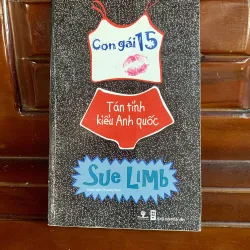 Con gái 15
Tán tỉnh
kiểu Anh quốc
Sue Limb